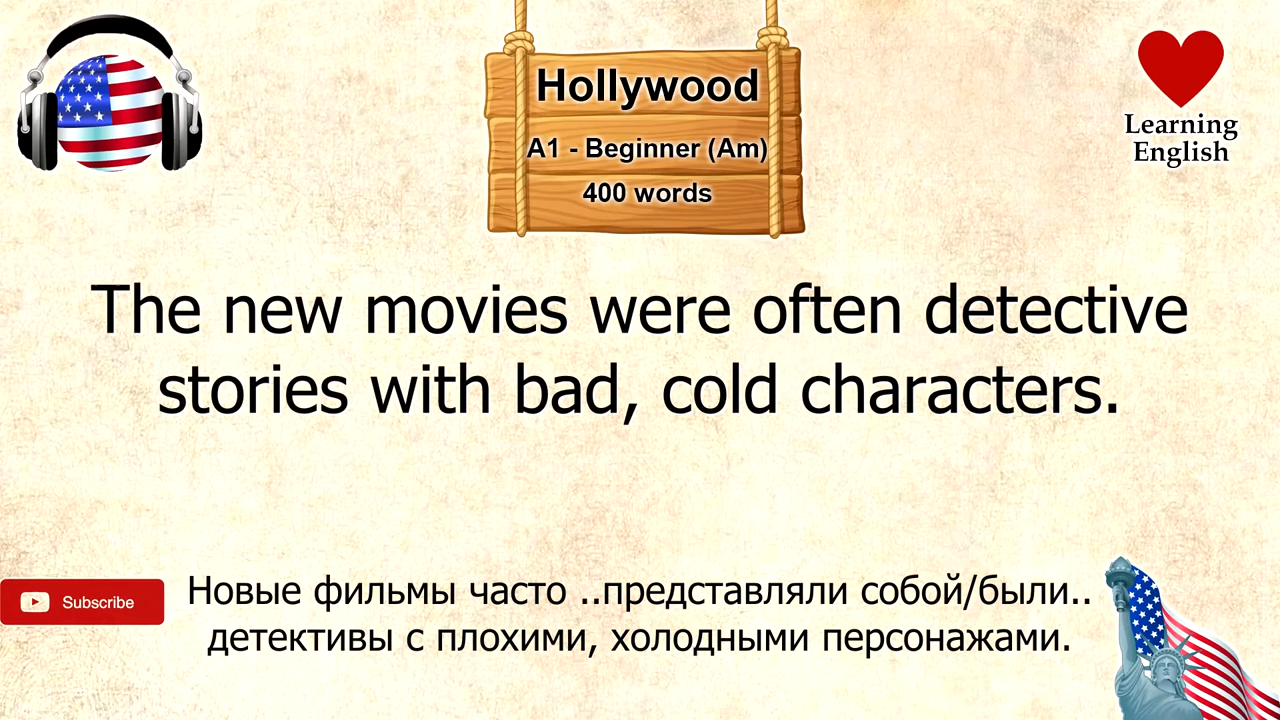 Hollywood
A1 - Beginner (Am)
400 words
Learning
English
The new movies were often detective
stories with bad, cold characters.
Subscribe
Новые фильмы часто ..представляли собой/были..
детективы с плохими, холодными персонажами.